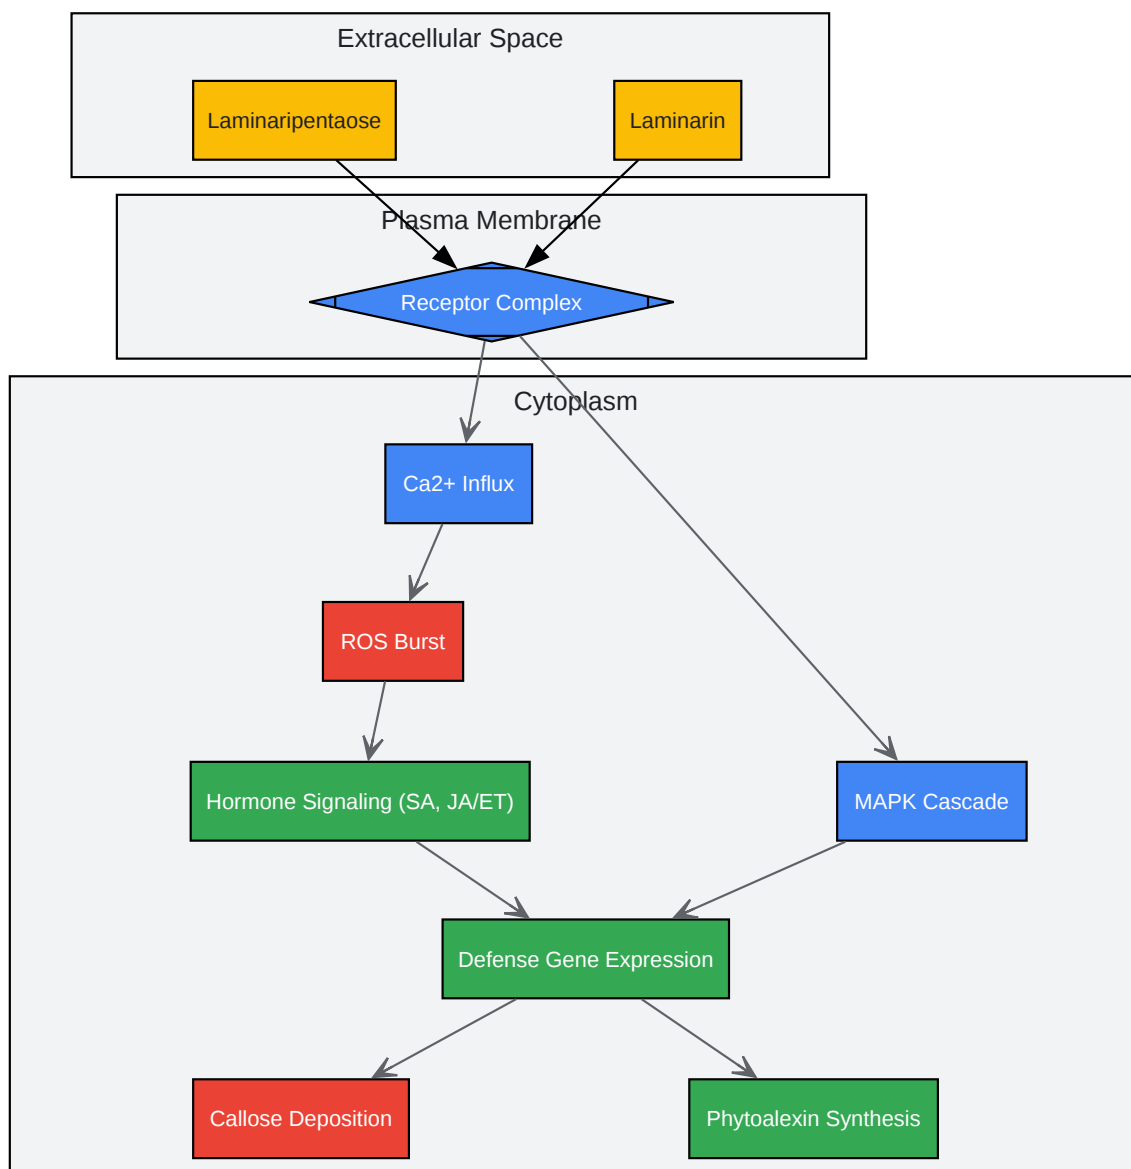 Extracellular Space
Laminaripentaose
Laminarin
Plasma Membrane
Receptor Complex
Cytoplasm
Ca2+ Influx
ROS Burst
Hormone Signaling (SA, JA/ET)
MAPK Cascade
Defense Gene Expression
Callose Deposition
Phytoalexin Synthesis